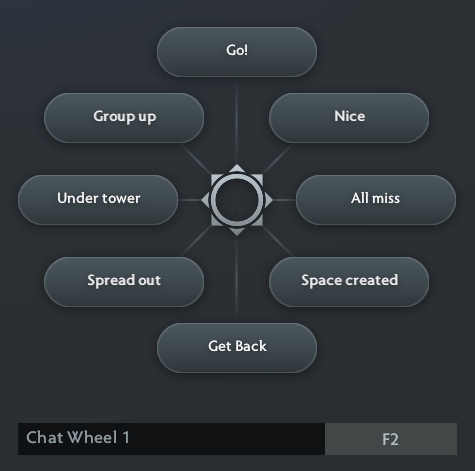 Go!
Group up
Nice
Under tower
All miss
Spread out
Space created
Get Back
Chat Wheel 1
F2